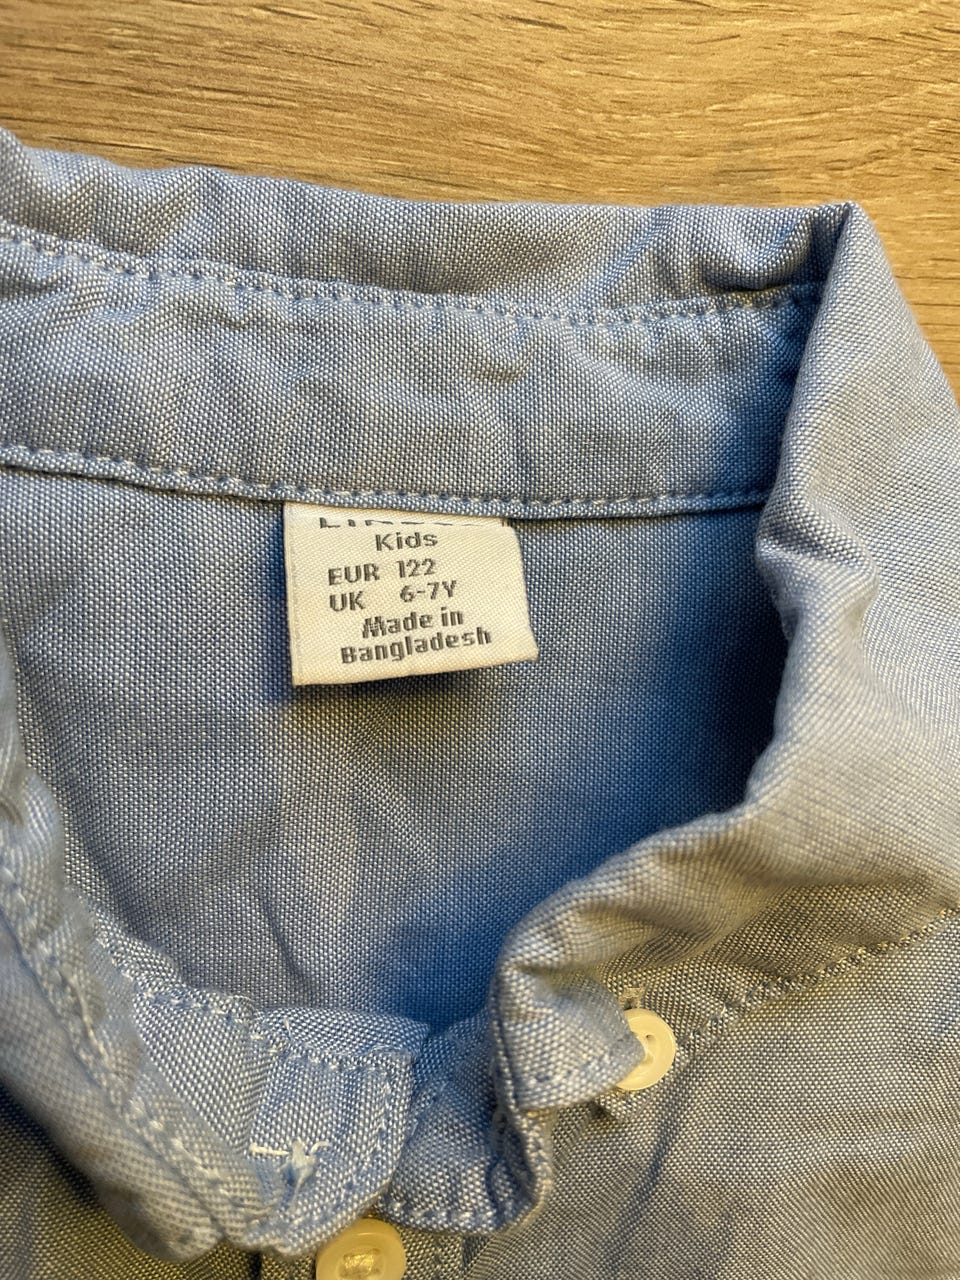 Kids
EUR 122
UK 6-7Y
Made in
Bangladesh